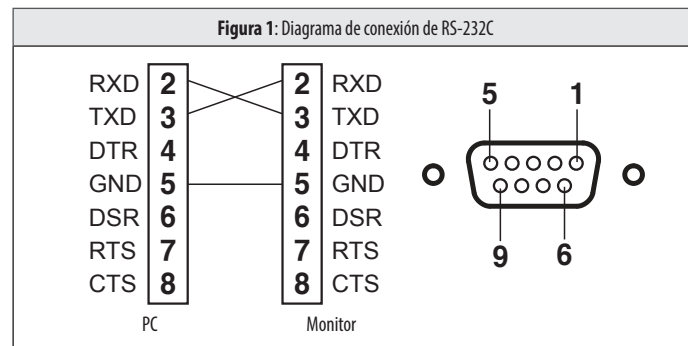 Figura 1: Diagrama de conexión de RS-232C
RXD 2 2 RXD
TXD 3 3 TXD
DTR 4 4 DTR
GND 5 5 GND
DSR 6 6 DSR
RTS 7 7 RTS
CTS 8 8 CTS
PC Monitor
5 1
9 6